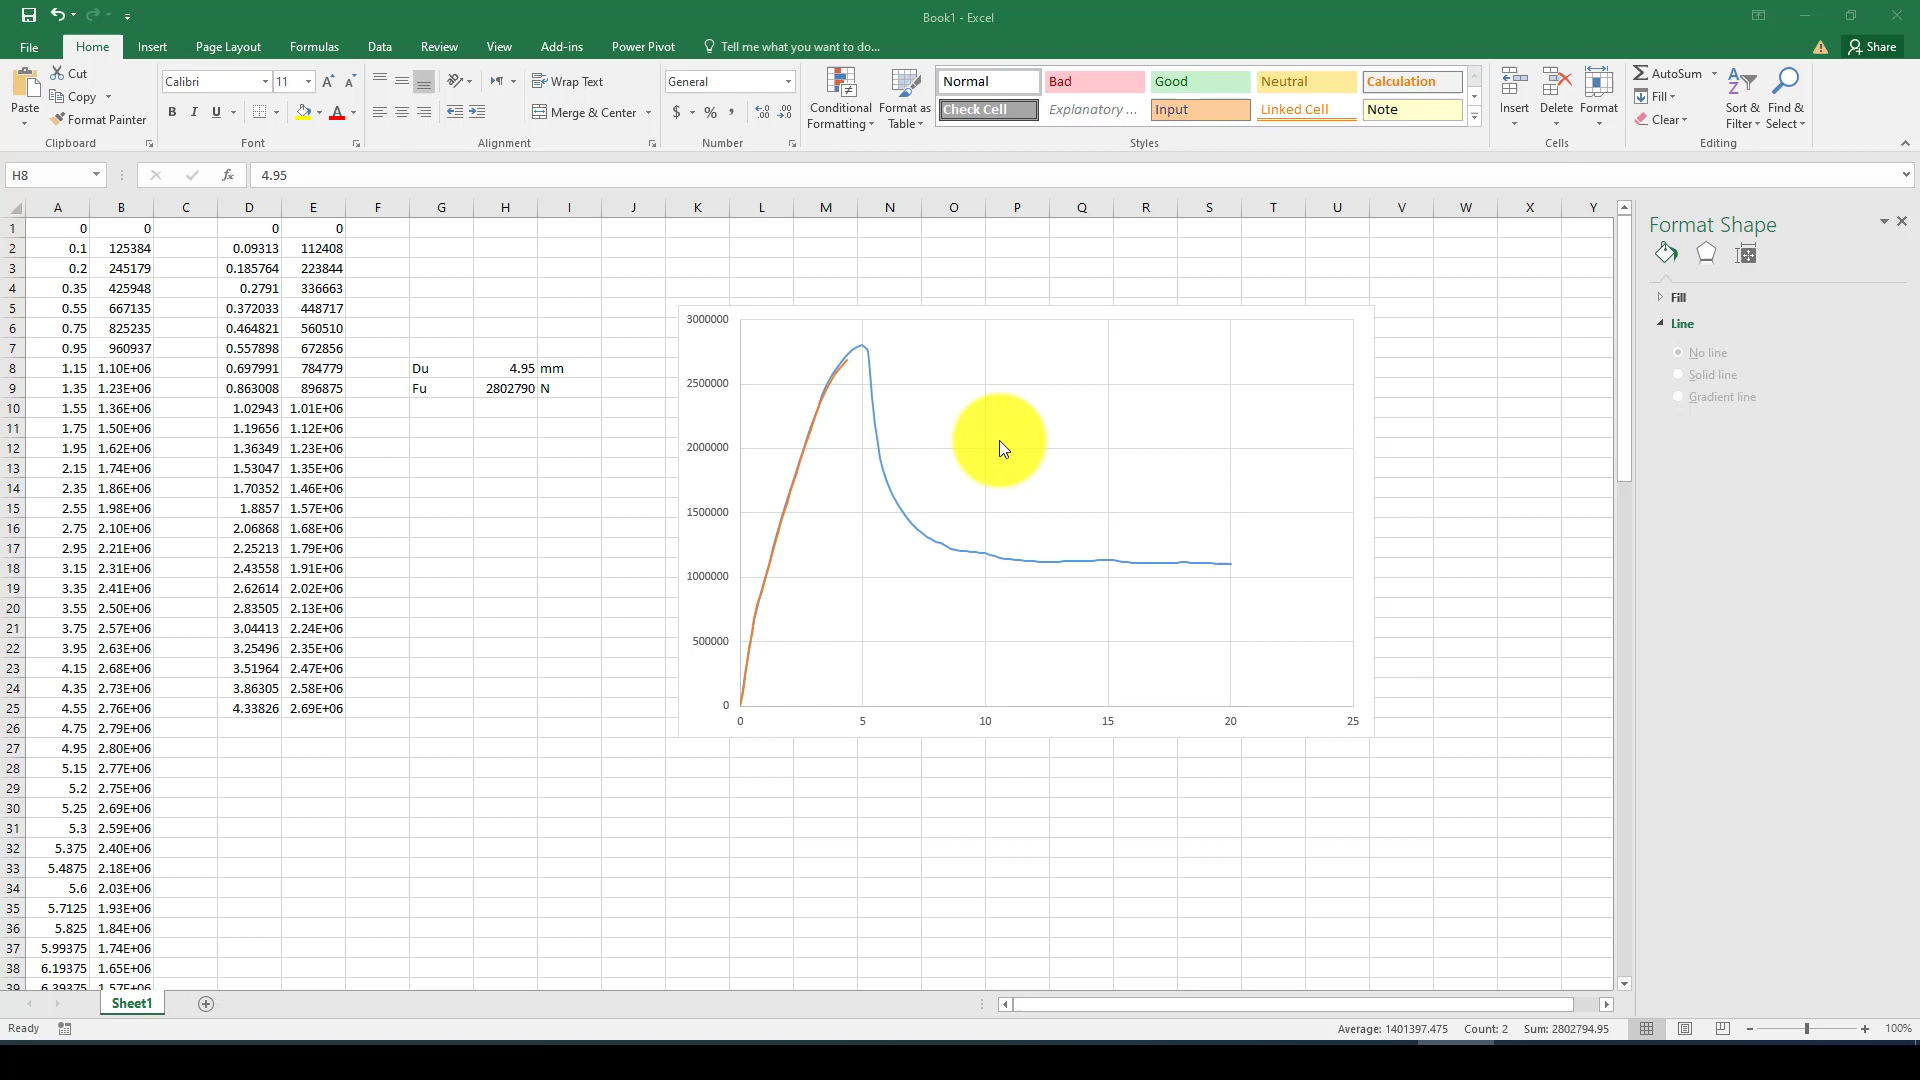 Book1 - Excel
File Home Insert Page Layout Formulas Data Review View Add-ins Power Pivot Tell me what you want to do... Share
Paste Cut Copy Format Painter
Clipboard
Calibri 11
B I U A
Font
Wrap Text
Merge & Center
Alignment
General
$ % ,
Number
Conditional Formatting
Format as Table
Normal Bad Good Neutral Calculation
Check Cell Explanatory ... Input Linked Cell Note
Styles
Insert Delete Format
Cells
AutoSum
Fill
Clear
Sort & Filter
Find & Select
Editing
H8 fx 4.95
A B C D E F G H I J K L M N O P Q R S T U V W X Y
1 0 0 0 0
2 0.1 125384 0.09313 112408
3 0.2 245179 0.185764 223844
4 0.35 425948 0.2791 336663
5 0.55 667135 0.372033 448717
6 0.75 825235 0.464821 560510
7 0.95 960937 0.557898 672856
8 1.15 1.10E+06 0.697991 784779 Du 4.95 mm
9 1.35 1.23E+06 0.863008 896875 Fu 2802790 N
10 1.55 1.36E+06 1.02943 1.01E+06
11 1.75 1.50E+06 1.19656 1.12E+06
12 1.95 1.62E+06 1.36349 1.23E+06
13 2.15 1.74E+06 1.53047 1.35E+06
14 2.35 1.86E+06 1.70352 1.46E+06
15 2.55 1.98E+06 1.8857 1.57E+06
16 2.75 2.10E+06 2.06868 1.68E+06
17 2.95 2.21E+06 2.25213 1.79E+06
18 3.15 2.31E+06 2.43558 1.91E+06
19 3.35 2.41E+06 2.62614 2.02E+06
20 3.55 2.50E+06 2.83505 2.13E+06
21 3.75 2.57E+06 3.04413 2.24E+06
22 3.95 2.63E+06 3.25496 2.35E+06
23 4.15 2.68E+06 3.51964 2.47E+06
24 4.35 2.73E+06 3.86305 2.58E+06
25 4.55 2.76E+06 4.33826 2.69E+06
26 4.75 2.79E+06
27 4.95 2.80E+06
28 5.15 2.77E+06
29 5.2 2.75E+06
30 5.25 2.69E+06
31 5.3 2.59E+06
32 5.375 2.40E+06
33 5.4875 2.18E+06
34 5.6 2.03E+06
35 5.7125 1.93E+06
36 5.825 1.84E+06
37 5.99375 1.74E+06
38 6.19375 1.65E+06
39 6.39375 1.57E+06
3000000
2500000
2000000
1500000
1000000
500000
0
0 5 10 15 20 25
Format Shape
Fill
Line
No line
Solid line
Gradient line
Sheet1
Ready Average: 1401397.475 Count: 2 Sum: 2802794.95 100%